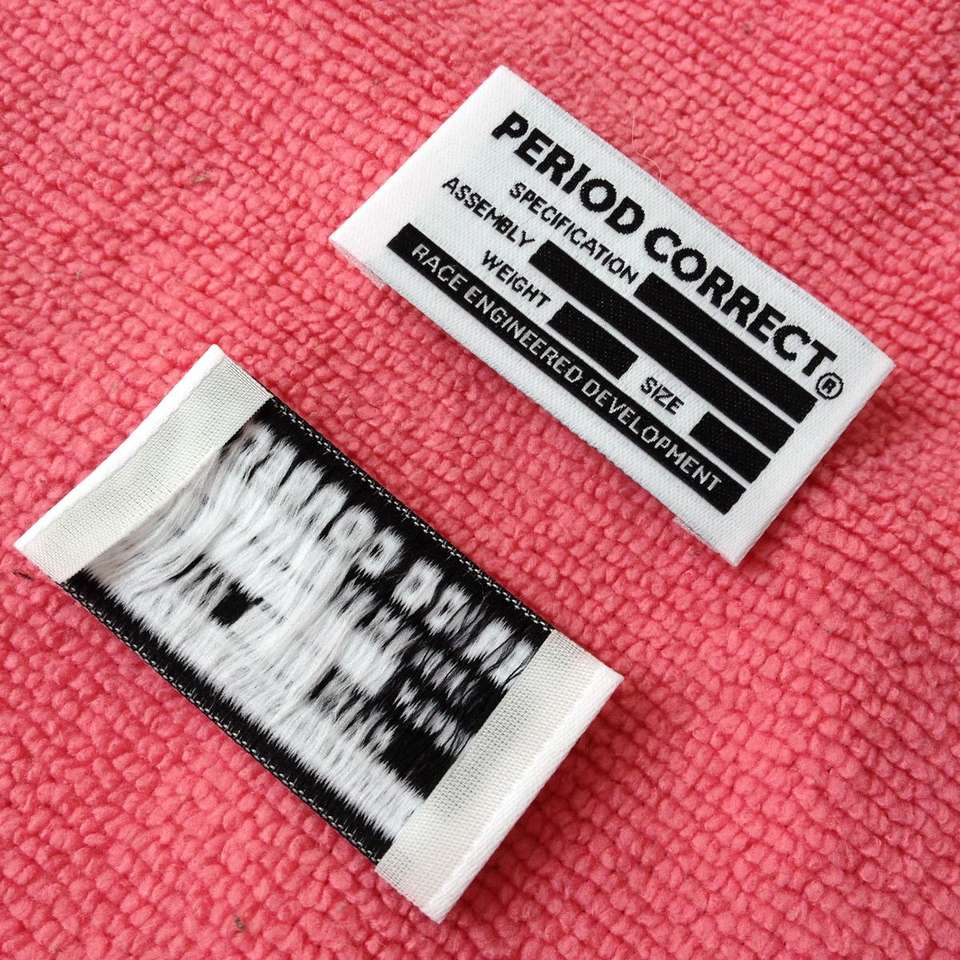 PERIOD CORRECT®
SPECIFICATION
ASSEMBLY
WEIGHT SIZE
RACE ENGINEERED DEVELOPMENT